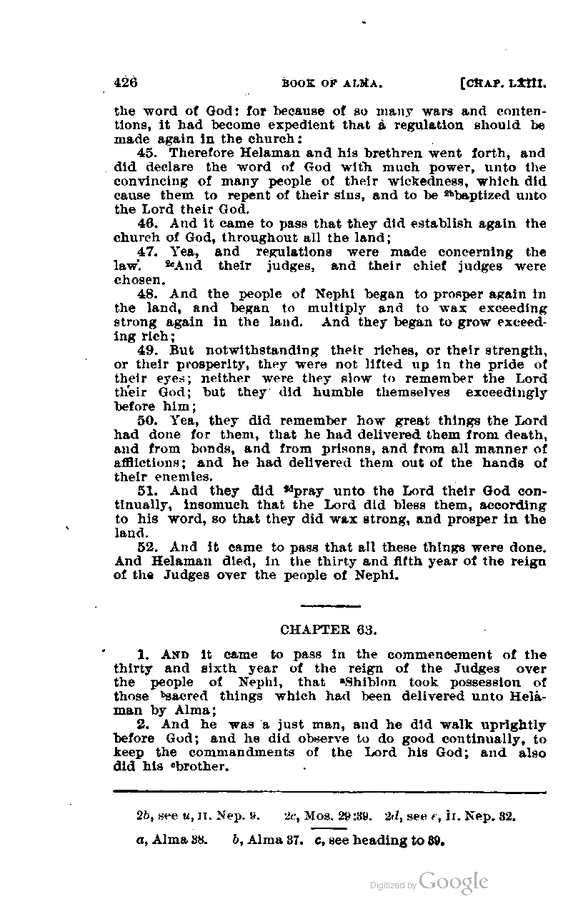 426 BOOK OF ALMA. [CHAP. LXIII.
the word of God: for because of so many wars and conten-
tions, it had become expedient that a regulation should be
made again in the church:
45. Therefore Helaman and his brethren went forth, and
did declare the word of God with much power, unto the
convincing of many people of their wickedness, which did
cause them to repent of their sins, and to be 2bbaptized unto
the Lord their God.
46. And it came to pass that they did establish again the
church of God, throughout all the land;
47. Yea, and regulations were made concerning the
law. 2cAnd their judges, and their chief judges were
chosen.
48. And the people of Nephi began to prosper again in
the land, and began to multiply and to wax exceeding
strong again in the land. And they began to grow exceed-
ing rich;
49. But notwithstanding their riches, or their strength,
or their prosperity, they were not lifted up in the pride of
their eyes; neither were they slow to remember the Lord
their God; but they did humble themselves exceedingly
before him;
50. Yea, they did remember how great things the Lord
had done for them, that he had delivered them from death,
and from bonds, and from prisons, and from all manner of
afflictions; and he had delivered them out of the hands of
their enemies.
51. And they did 2dpray unto the Lord their God con-
tinually, insomuch that the Lord did bless them, according
to his word, so that they did wax strong, and prosper in the
land.
52. And it came to pass that all these things were done.
And Helaman died, in the thirty and fifth year of the reign
of the Judges over the people of Nephi.
CHAPTER 63.
1. AND it came to pass in the commencement of the
thirty and sixth year of the reign of the Judges over
the people of Nephi, that aShiblon took possession of
those bsacred things which had been delivered unto Hela-
man by Alma;
2. And he was a just man, and he did walk uprightly
before God; and he did observe to do good continually, to
keep the commandments of the Lord his God; and also
did his cbrother.
2b, see u, II. Nep. 9. 2c, Mos. 29:39. 2d, see e, II. Nep. 32.
a, Alma 38. b, Alma 37. c, see heading to 39.
Digitized by Google